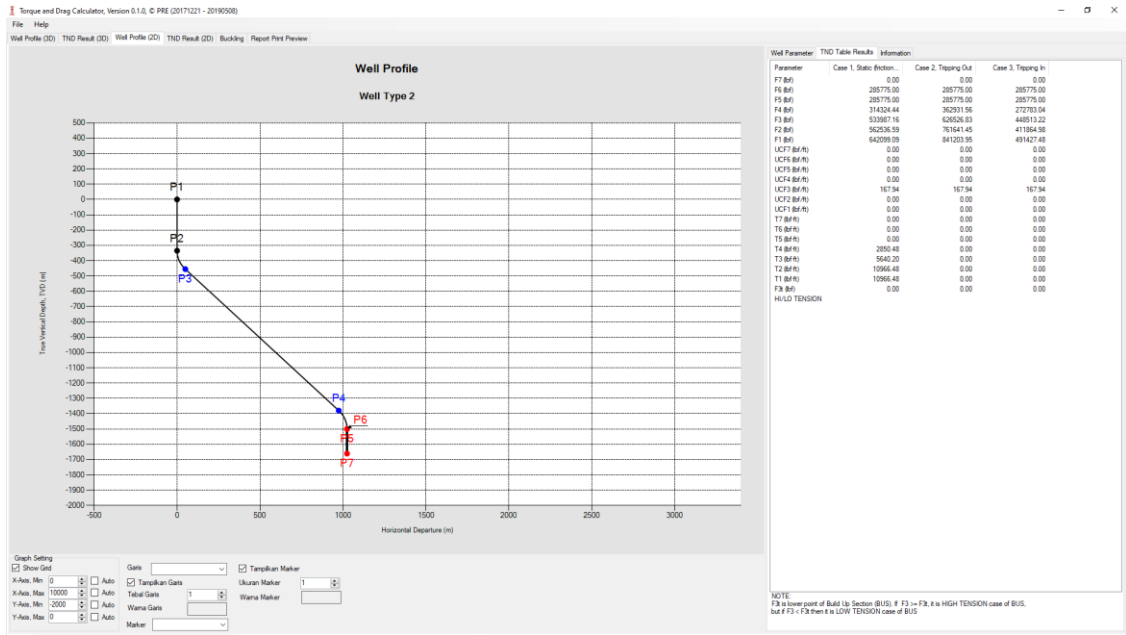 Torque and Drag Calculator, Version 0.1.0, © PRE (20171221 - 20190508)
File Help
Well Profile (3D) TND Result (3D) Well Profile (2D) TND Result (2D) Buckling Report Print Preview
Well Profile
Well Type 2
500
400
300
200
100
0
-100
-200
-300
-400
-500
-600
-700
-800
-900
-1000
-1100
-1200
-1300
-1400
-1500
-1600
-1700
-1800
-1900
-2000
True Vertical Depth, TVD (m)
P1
P2
P3
P4
P6
P5
P7
-500 0 500 1000 1500 2000 2500 3000
Horizontal Departure (m)
Graph Setting
Show Grid
X-Axis, Min 0 Auto
X-Axis, Max 10000 Auto
Y-Axis, Min -2000 Auto
Y-Axis, Max 0 Auto
Garis
Tampilkan Garis
Tebal Garis 1
Warna Garis
Marker
Tampilkan Marker
Ukuran Marker 1
Warna Marker
Well Parameter TND Table Results Information
Parameter Case 1, Static (friction... Case 2, Tripping Out Case 3, Tripping In
F7 (lbf) 0.00 0.00 0.00
F6 (lbf) 285775.00 285775.00 285775.00
F5 (lbf) 285775.00 285775.00 285775.00
F4 (lbf) 314324.44 362931.56 272783.04
F3 (lbf) 533987.16 626526.83 448513.22
F2 (lbf) 562536.59 761641.45 411864.98
F1 (lbf) 642099.09 841203.95 491427.48
UCF7 (lbf/ft) 0.00 0.00 0.00
UCF6 (lbf/ft) 0.00 0.00 0.00
UCF5 (lbf/ft) 0.00 0.00 0.00
UCF4 (lbf/ft) 0.00 0.00 0.00
UCF3 (lbf/ft) 167.94 167.94 167.94
UCF2 (lbf/ft) 0.00 0.00 0.00
UCF1 (lbf/ft) 0.00 0.00 0.00
T7 (lbf·ft) 0.00 0.00 0.00
T6 (lbf·ft) 0.00 0.00 0.00
T5 (lbf·ft) 0.00 0.00 0.00
T4 (lbf·ft) 2850.48 0.00 0.00
T3 (lbf·ft) 5640.20 0.00 0.00
T2 (lbf·ft) 10966.48 0.00 0.00
T1 (lbf·ft) 10966.48 0.00 0.00
F3t (lbf) 0.00 0.00 0.00
HI/LO TENSION
NOTE:
F3t is lower point of Build Up Section (BUS). If F3 >= F3t, it is HIGH TENSION case of BUS,
but if F3 < F3t then it is LOW TENSION case of BUS